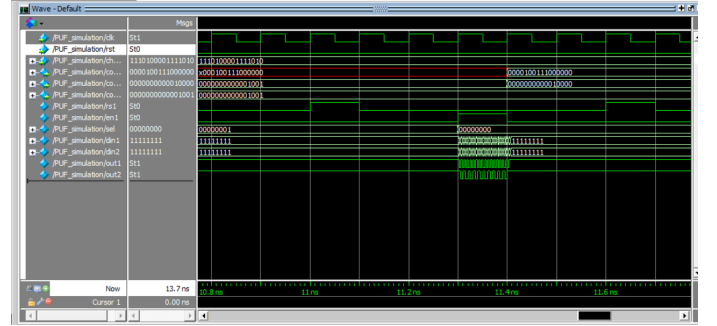 Wave - Default
Msgs
/PUF_simulation/clk St1
/PUF_simulation/rst St0
/PUF_simulation/ch... 1110100001111010 1110100001111010
/PUF_simulation/co... 0000100111000000 x000100111000000 0000100111000000
/PUF_simulation/co... 0000000000010000 0000000000001001 0000000000010000
/PUF_simulation/co... 0000000000001001 0000000000001001
/PUF_simulation/rs1 St0
/PUF_simulation/en1 St0
/PUF_simulation/sel 00000000 00000001 00000000
/PUF_simulation/din1 11111111 11111111 11111111
/PUF_simulation/din2 11111111 11111111 11111111
/PUF_simulation/out1 St1
/PUF_simulation/out2 St1
Now 13.7 ns 10.8 ns 11 ns 11.2 ns 11.4 ns 11.6 ns
Cursor 1 0.00 ns